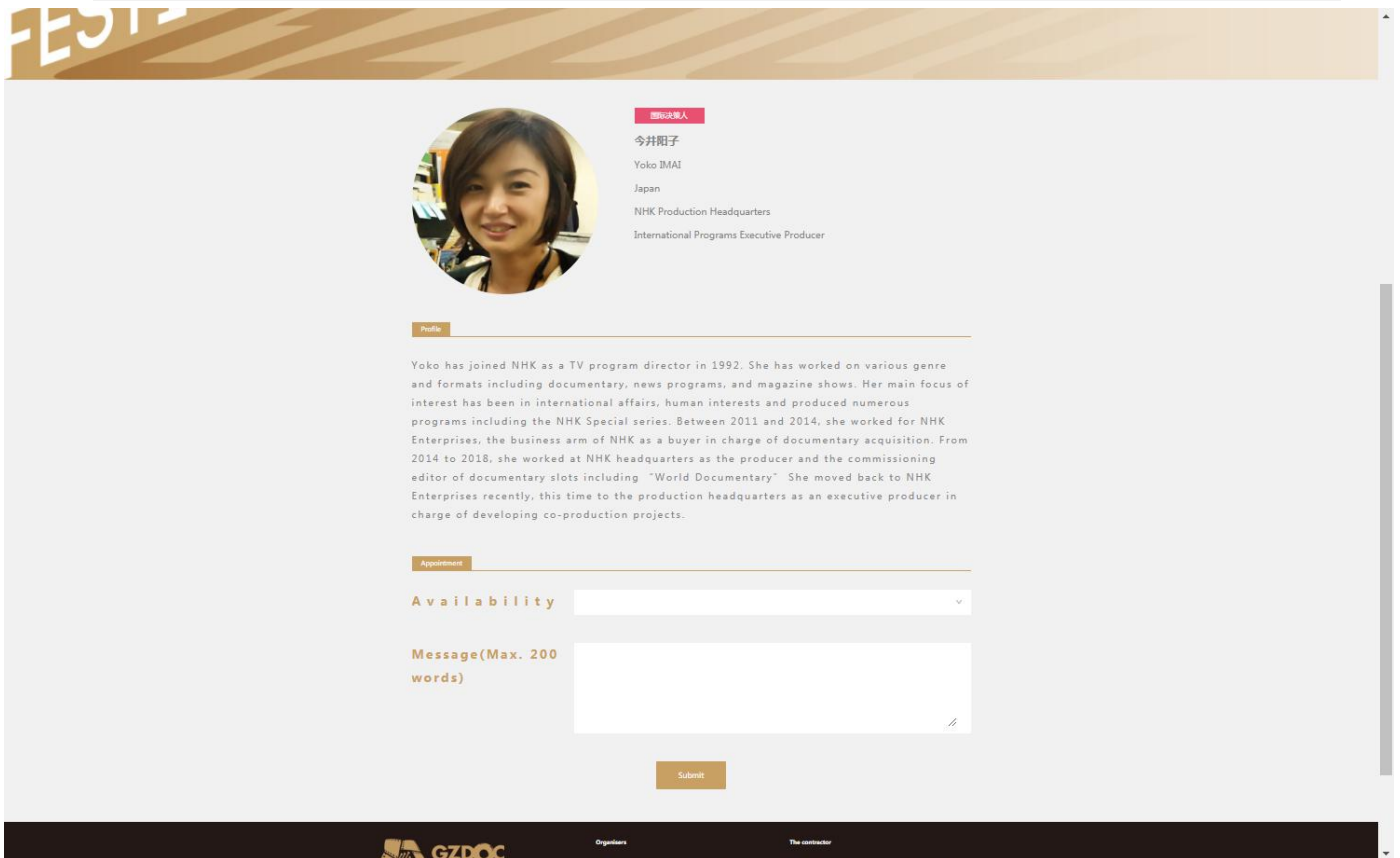 国际决策人
今井阳子
Yoko IMAI
Japan
NHK Production Headquarters
International Programs Executive Producer
Profile
Yoko has joined NHK as a TV program director in 1992. She has worked on various genre
and formats including documentary, news programs, and magazine shows. Her main focus of
interest has been in international affairs, human interests and produced numerous
programs including the NHK Special series. Between 2011 and 2014, she worked for NHK
Enterprises, the business arm of NHK as a buyer in charge of documentary acquisition. From
2014 to 2018, she worked at NHK headquarters as the producer and the commissioning
editor of documentary slots including “World Documentary” She moved back to NHK
Enterprises recently, this time to the production headquarters as an executive producer in
charge of developing co-production projects.
Appointment
Availability
Message(Max. 200
words)
Submit
GZDOC
Organisers
The contractor